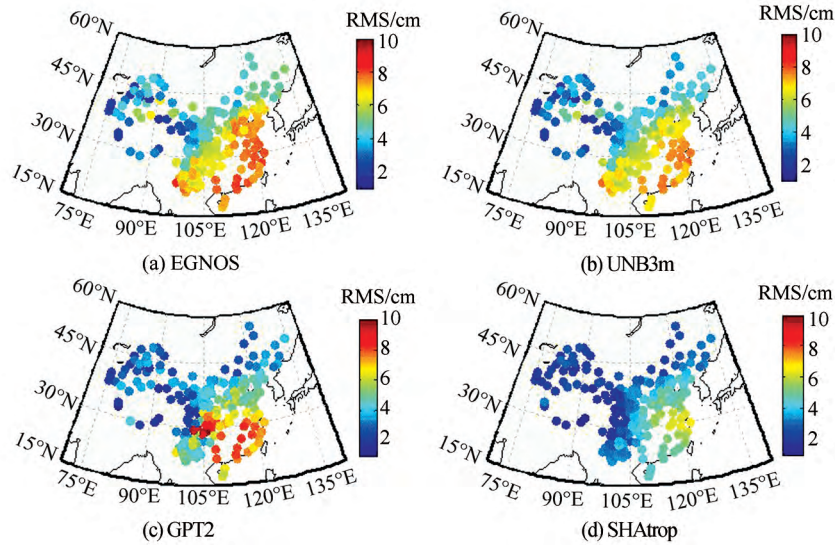 RMS/cm
10
8
6
4
2
60°N
45°N
30°N
15°N
75°E
90°E
105°E
120°E
135°E
(a) EGNOS
RMS/cm
10
8
6
4
2
60°N
45°N
30°N
15°N
75°E
90°E
105°E
120°E
135°E
(b) UNB3m
RMS/cm
10
8
6
4
2
60°N
45°N
30°N
15°N
75°E
90°E
105°E
120°E
135°E
(c) GPT2
RMS/cm
10
8
6
4
2
60°N
45°N
30°N
15°N
75°E
90°E
105°E
120°E
135°E
(d) SHAtrop